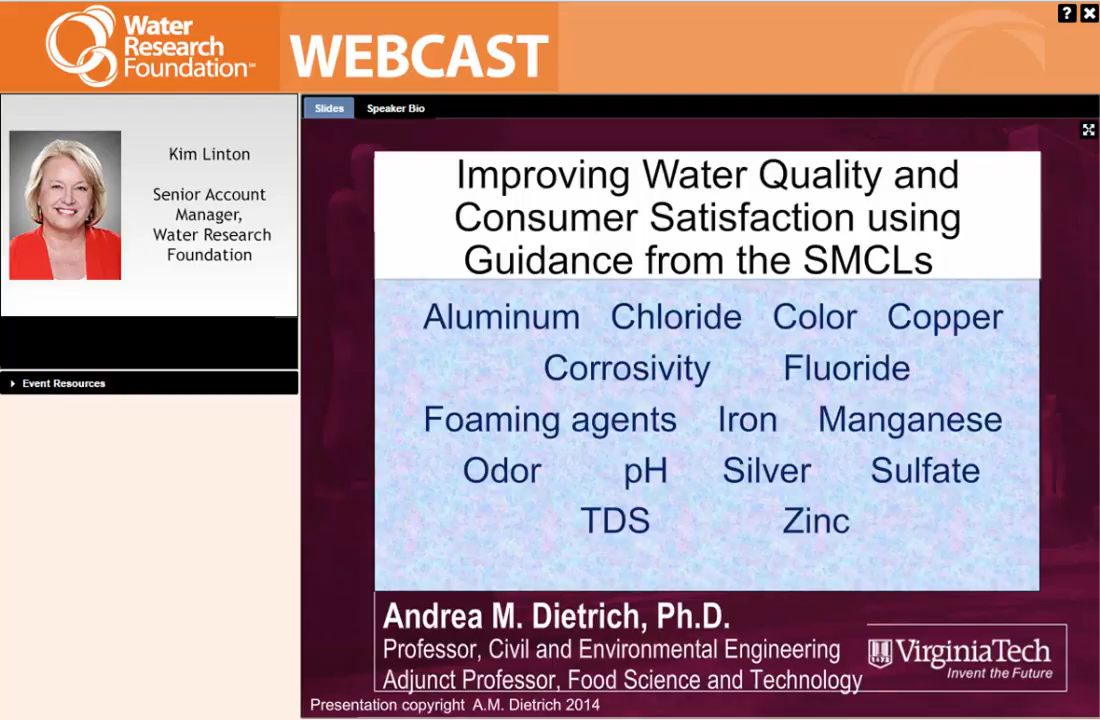 Water
Research
Foundation℠
WEBCAST
? 
Kim Linton
Senior Account
Manager,
Water Research
Foundation
Event Resources
Slides Speaker Bio
Improving Water Quality and
Consumer Satisfaction using
Guidance from the SMCLs
Aluminum Chloride Color Copper
Corrosivity Fluoride
Foaming agents Iron Manganese
Odor pH Silver Sulfate
TDS Zinc
Andrea M. Dietrich, Ph.D.
Professor, Civil and Environmental Engineering
Adjunct Professor, Food Science and Technology
VirginiaTech
Invent the Future
Presentation copyright A.M. Dietrich 2014